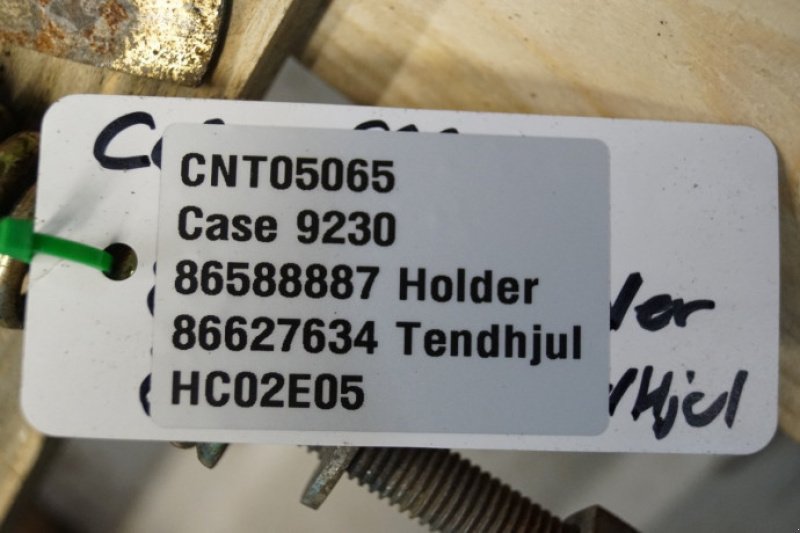 CNT05065
Case 9230
86588887 Holder
86627634 Tendhjul
HC02E05